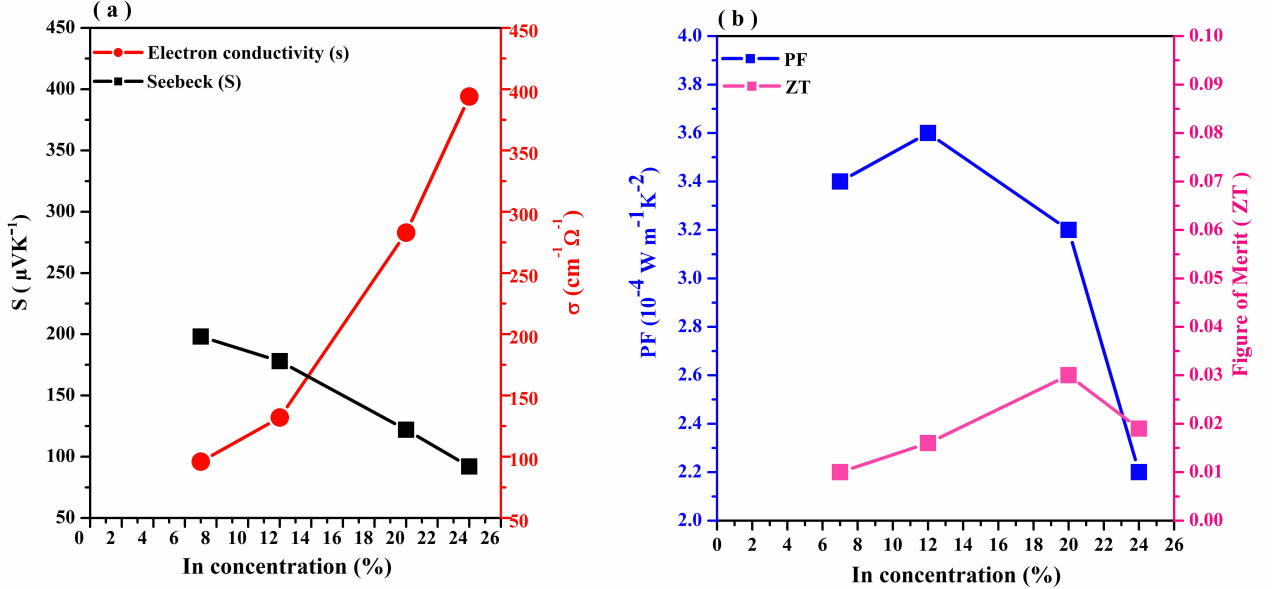 ( a )
450
400
350
300
250
200
150
100
50
S ( µVK⁻¹)
Electron conductivity (s)
Seebeck (S)
450
400
350
300
250
200
150
100
50
σ (cm⁻¹ Ω⁻¹)
0 2 4 6 8 10 12 14 16 18 20 22 24 26
In concentration (%)
( b )
4.0
3.8
3.6
3.4
3.2
3.0
2.8
2.6
2.4
2.2
2.0
PF (10⁻⁴ W m⁻¹K⁻²)
PF
ZT
0.10
0.09
0.08
0.07
0.06
0.05
0.04
0.03
0.02
0.01
0.00
Figure of Merit ( ZT )
0 2 4 6 8 12 16 20 22 24 26
In concentration (%)